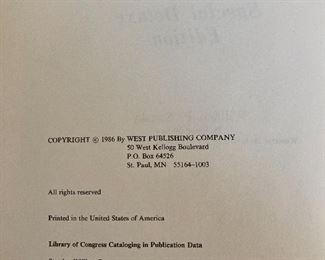 COPYRIGHT © 1986 By WEST PUBLISHING COMPANY
50 West Kellogg Boulevard
P.O. Box 64526
St. Paul, MN 55164-1003
All rights reserved
Printed in the United States of America
Library of Congress Cataloging in Publication Data